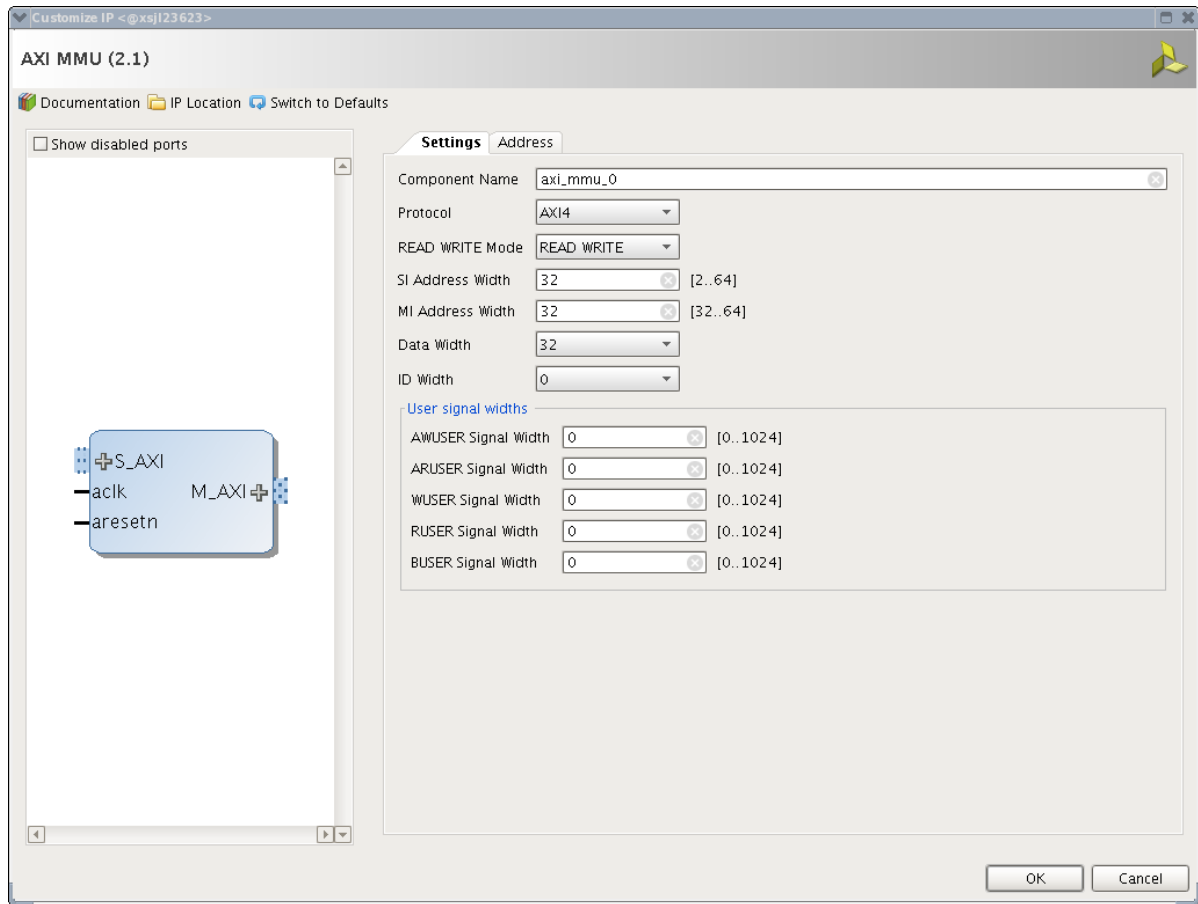 Customize IP <@xsjl23623>
AXI MMU (2.1)
Documentation IP Location Switch to Defaults
Show disabled ports
S_AXI
aclk M_AXI
aresetn
Settings Address
Component Name axi_mmu_0
Protocol AXI4
READ WRITE Mode READ WRITE
SI Address Width 32 [2..64]
MI Address Width 32 [32..64]
Data Width 32
ID Width 0
User signal widths
AWUSER Signal Width 0 [0..1024]
ARUSER Signal Width 0 [0..1024]
WUSER Signal Width 0 [0..1024]
RUSER Signal Width 0 [0..1024]
BUSER Signal Width 0 [0..1024]
OK Cancel